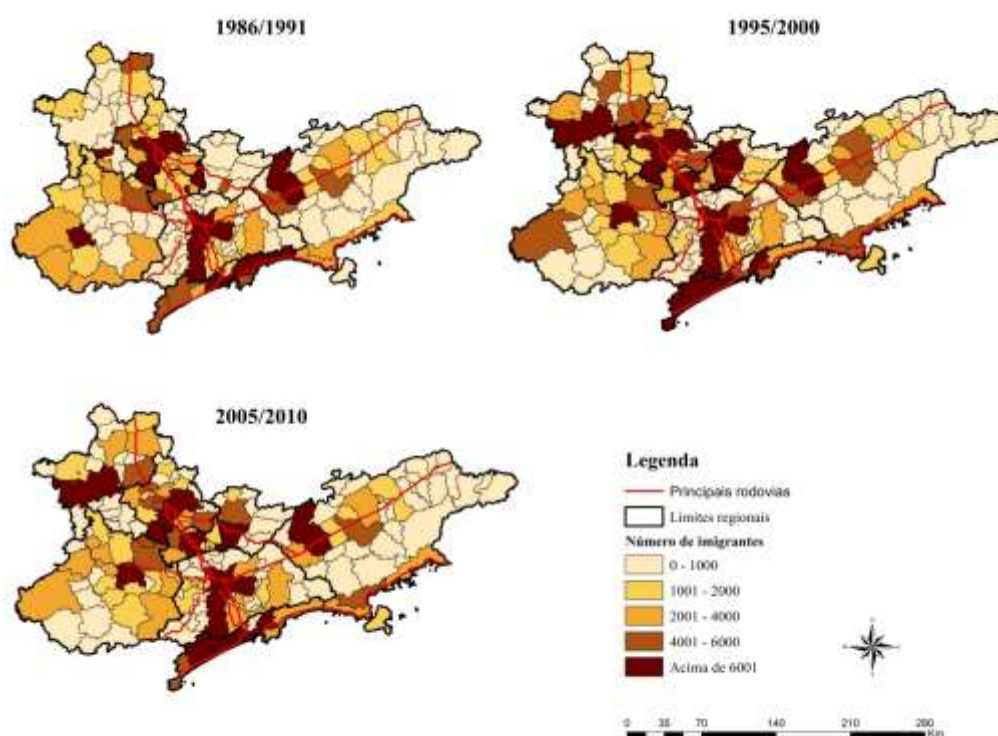 1986/1991
1995/2000
2005/2010
Legenda
Principais rodovias
Limites regionais
Número de imigrantes
0 - 1000
1001 - 2000
2001 - 4000
4001 - 6000
Acima de 6001
0 35 70 140 210 280
Km